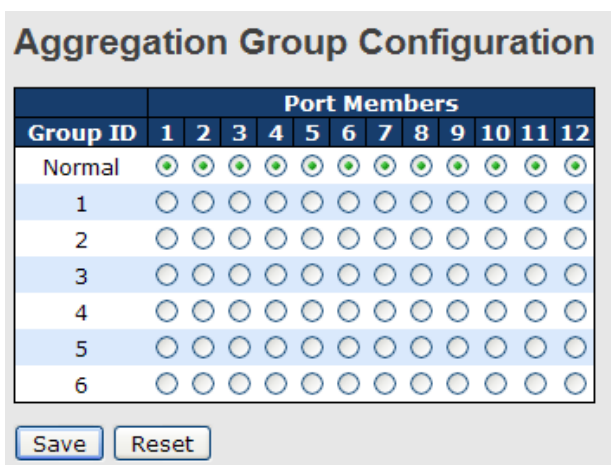 Aggregation Group Configuration
Port Members
Group ID 1 2 3 4 5 6 7 8 9 10 11 12
Normal
1
2
3
4
5
6
Save Reset